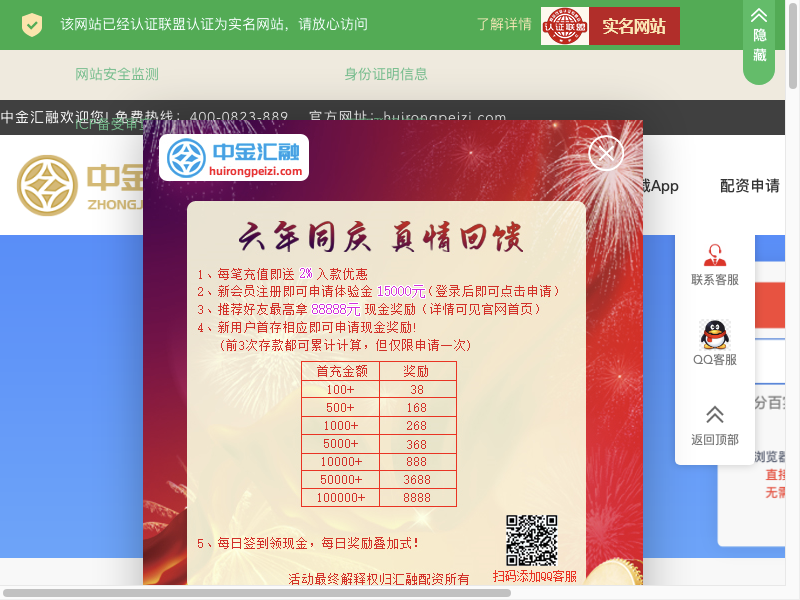 该网站已经认证联盟认证为实名网站，请放心访问
了解详情
认证联盟
实名网站
隐
藏
网站安全监测
身份证明信息
中金汇融欢迎您! 免费热线：400-0823-889
官网网址：huirongpeizi.com
中金汇融
huirongpeizi.com
中金
ZHONGJ
载App
配资申请
六年同庆 真情回馈
1、每笔充值即送 2% 入款优惠
2、新会员注册即可申请体验金 15000元（登录后即可点击申请）
3、推荐好友最高拿 88888元 现金奖励（详情可见官网首页）
4、新用户首存相应即可申请现金奖励!
（前3次存款都可累计计算，但仅限申请一次）
首充金额 奖励
100+ 38
500+ 168
1000+ 268
5000+ 368
10000+ 888
50000+ 3688
100000+ 8888
5、每日签到领现金，每日奖励叠加式！
扫码添加QQ客服
活动最终解释权归汇融配资所有
联系客服
QQ客服
返回顶部
分百
浏览器
直接
无需